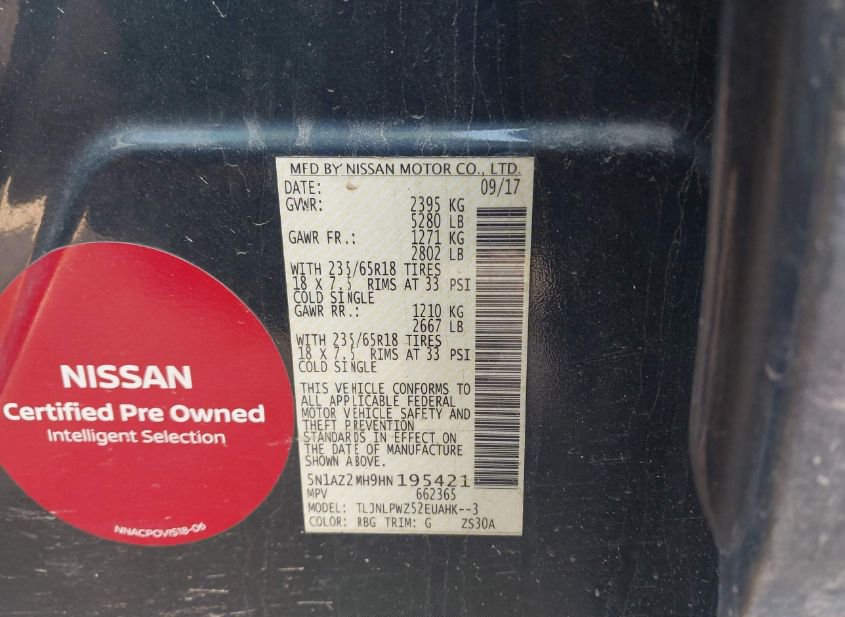 MFD BY NISSAN MOTOR CO., LTD.
DATE: 09/17
GVWR: 2395 KG
5280 LB
GAWR FR.: 1271 KG
2802 LB
WITH 235/65R18 TIRES
18 X 7.5 RIMS AT 33 PSI
COLD SINGLE
GAWR RR.: 1210 KG
2667 LB
WITH 235/65R18 TIRES
18 X 7.5 RIMS AT 33 PSI
COLD SINGLE
THIS VEHICLE CONFORMS TO
ALL APPLICABLE FEDERAL
MOTOR VEHICLE SAFETY AND
THEFT PREVENTION
STANDARDS IN EFFECT ON
THE DATE OF MANUFACTURE
SHOWN ABOVE.
5N1AZ2MH9HN195421
MPV 662365
MODEL: TLJNLPWZ52EUAHK--3
COLOR: RBG TRIM: G ZS30A
NISSAN
Certified Pre Owned
Intelligent Selection
NNACPOVIS18-06